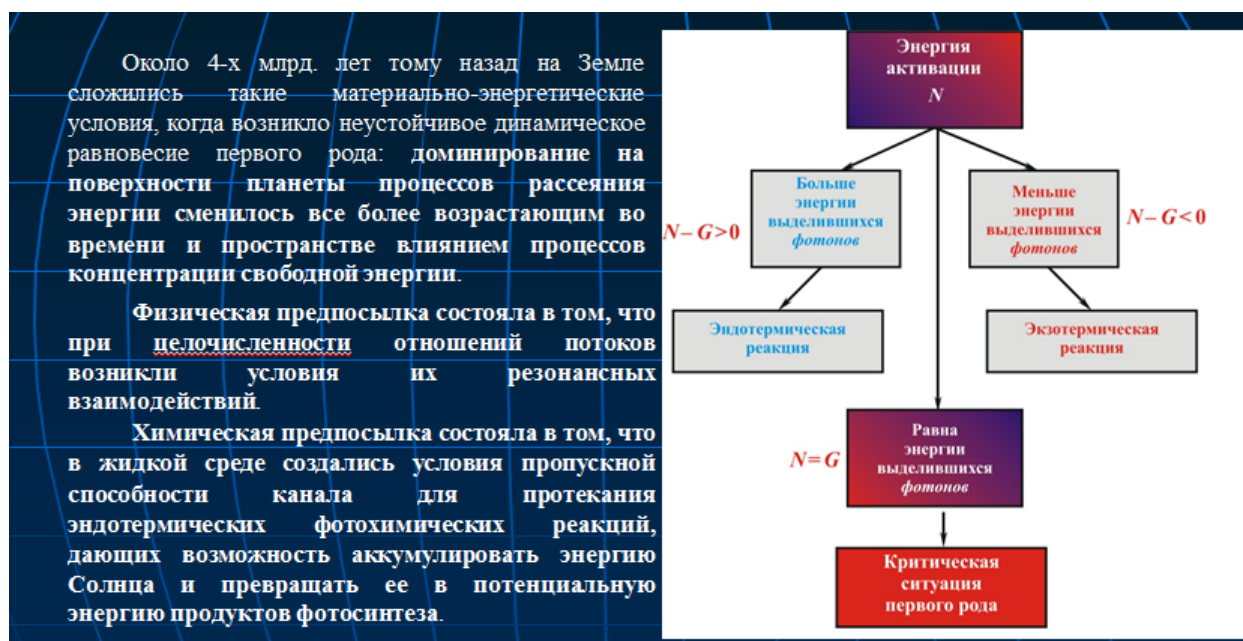 Около 4-х млрд. лет тому назад на Земле
сложились такие материально-энергетические
условия, когда возникло неустойчивое динамическое
равновесие первого рода: доминирование на
поверхности планеты процессов рассеяния
энергии сменилось все более возрастающим во
времени и пространстве влиянием процессов
концентрации свободной энергии.
Физическая предпосылка состояла в том, что
при целочисленности отношений потоков
возникли условия их резонансных
взаимодействий.
Химическая предпосылка состояла в том, что
в жидкой среде создались условия пропускной
способности канала для протекания
эндотермических фотохимических реакций,
дающих возможность аккумулировать энергию
Солнца и превращать ее в потенциальную
энергию продуктов фотосинтеза.
Энергия
активации
N
N – G > 0
Больше
энергии
выделившихся
фотонов
Меньше
энергии
выделившихся
фотонов
N – G < 0
Эндотермическая
реакция
Экзотермическая
реакция
N = G
Равна
энергии
выделившихся
фотонов
Критическая
ситуация
первого рода